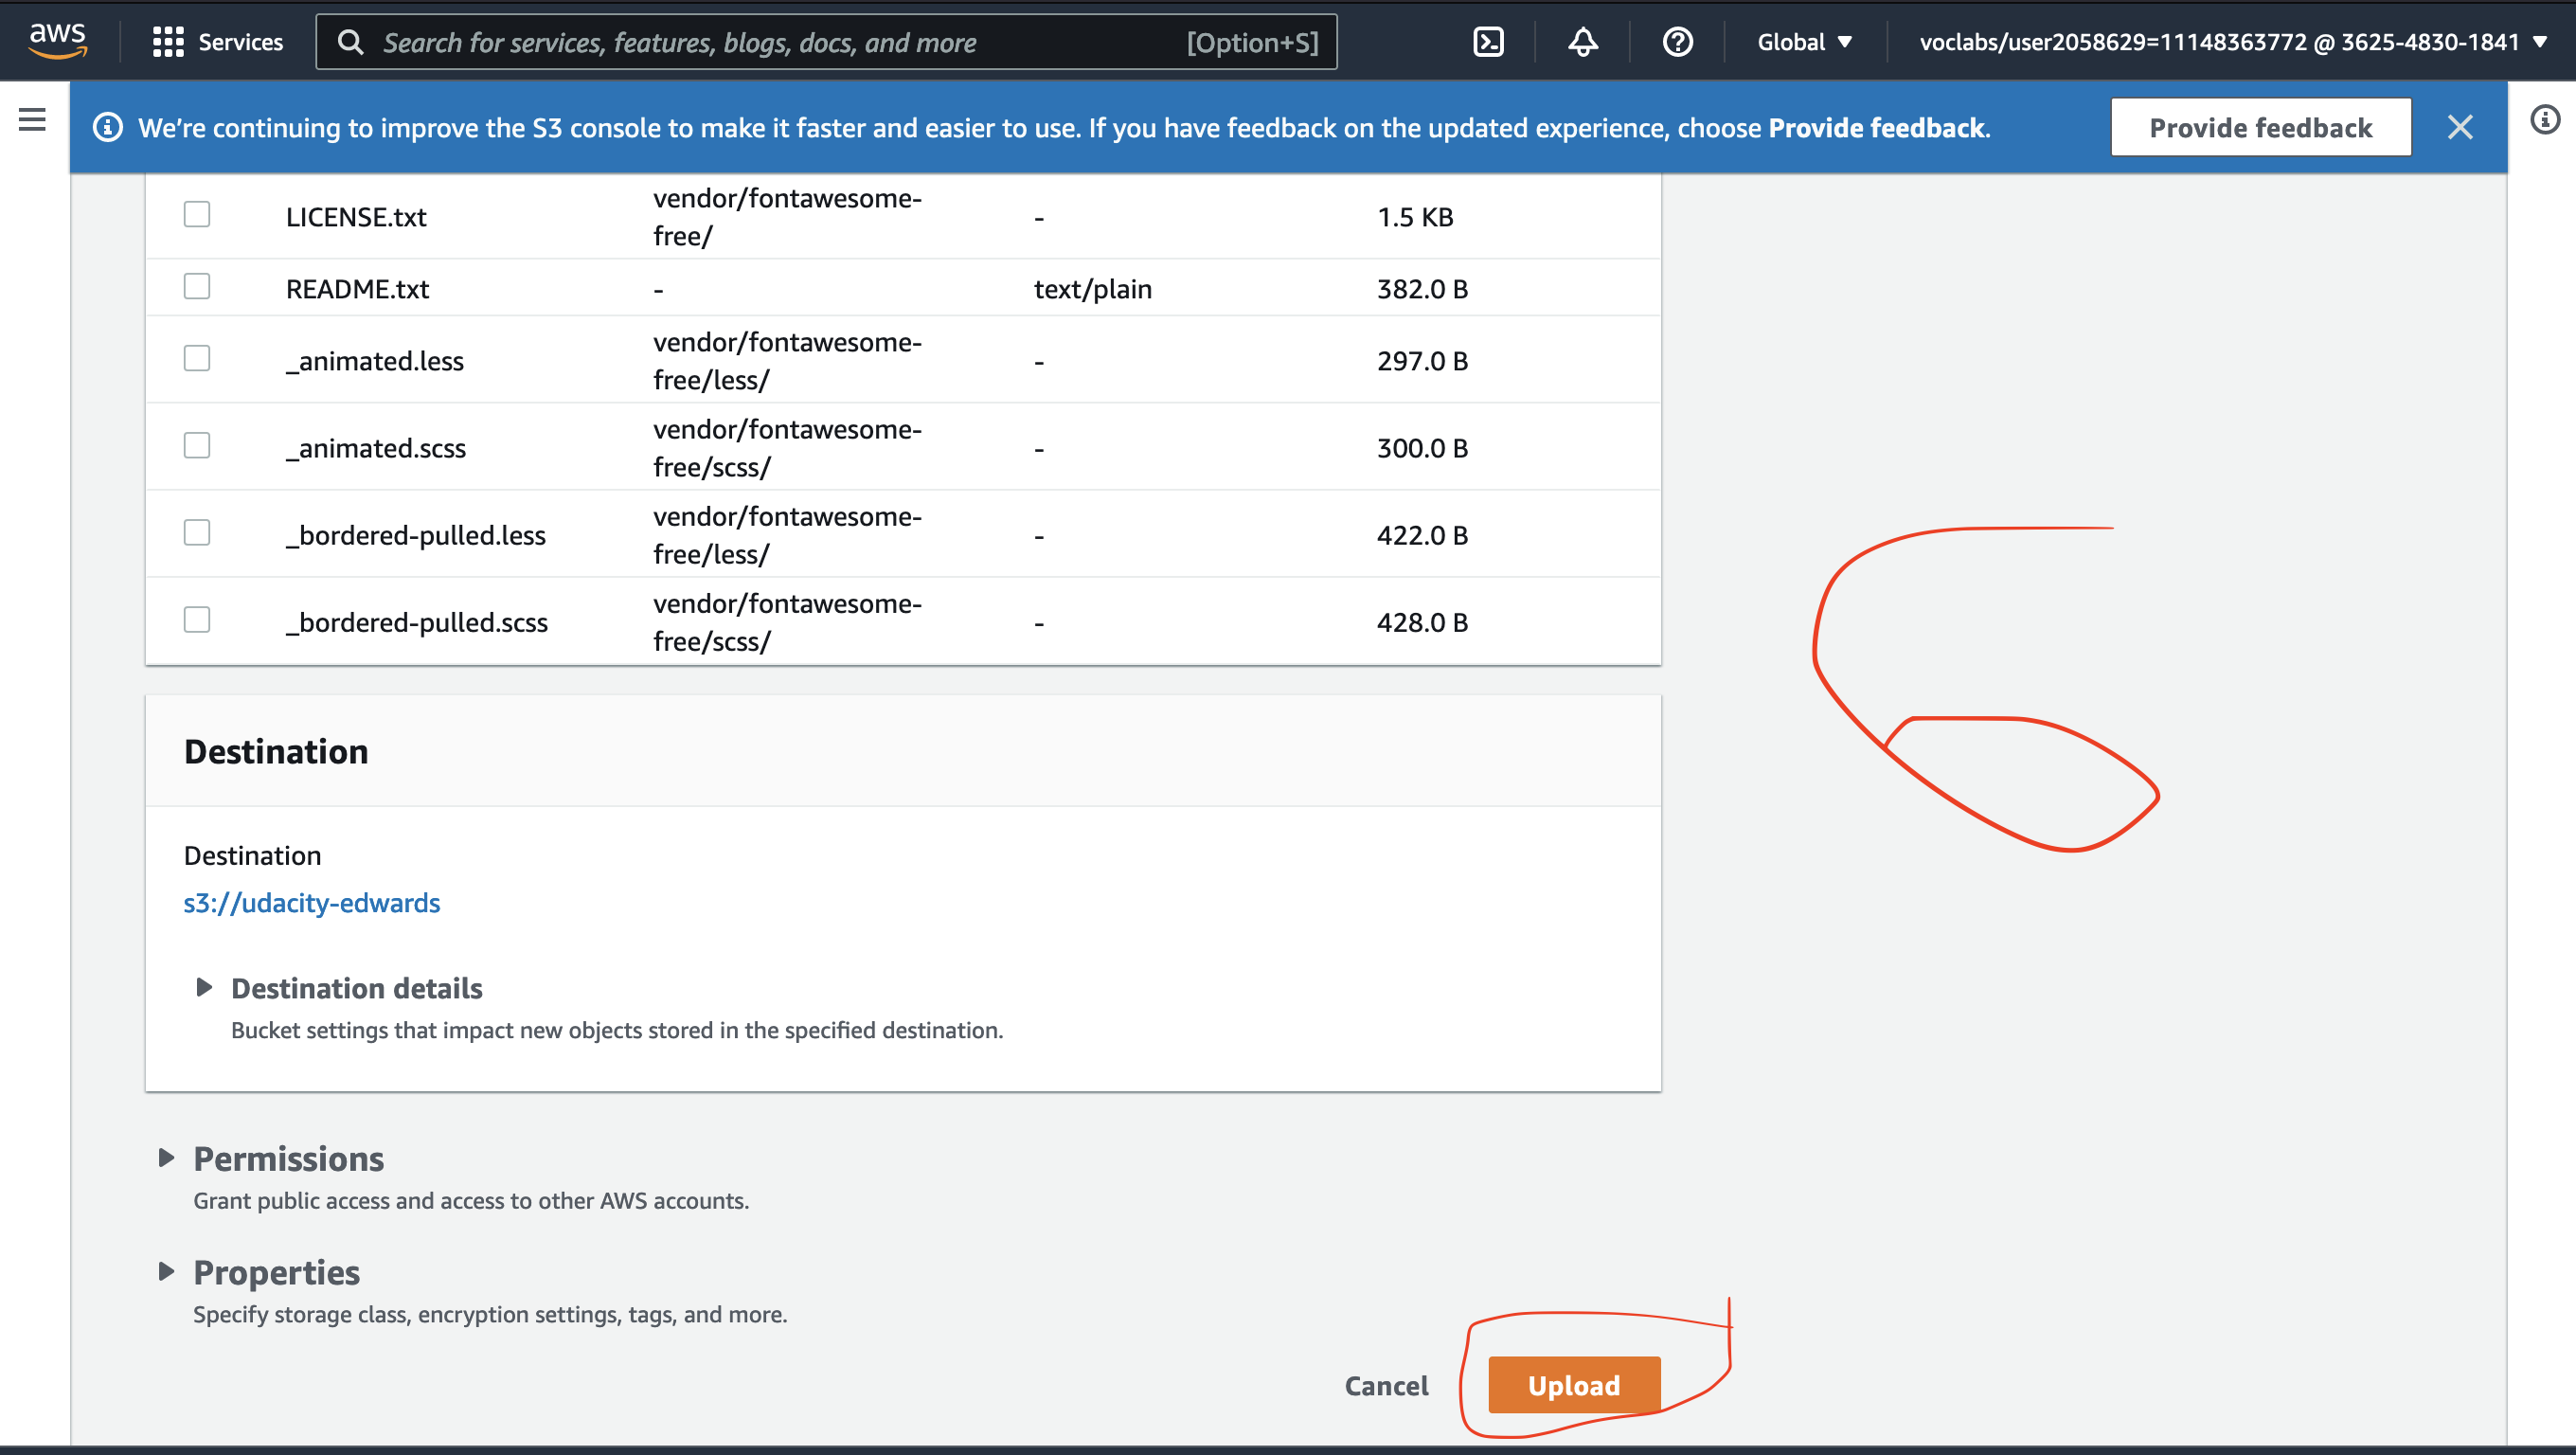 aws Services Search for services, features, blogs, docs, and more [Option+S] Global voclabs/user2058629=11148363772 @ 3625-4830-1841
We're continuing to improve the S3 console to make it faster and easier to use. If you have feedback on the updated experience, choose Provide feedback. Provide feedback
LICENSE.txt vendor/fontawesome-free/ - 1.5 KB
README.txt - text/plain 382.0 B
_animated.less vendor/fontawesome-free/less/ - 297.0 B
_animated.scss vendor/fontawesome-free/scss/ - 300.0 B
_bordered-pulled.less vendor/fontawesome-free/less/ - 422.0 B
_bordered-pulled.scss vendor/fontawesome-free/scss/ - 428.0 B
Destination
Destination
s3://udacity-edwards
Destination details
Bucket settings that impact new objects stored in the specified destination.
Permissions
Grant public access and access to other AWS accounts.
Properties
Specify storage class, encryption settings, tags, and more.
Cancel Upload